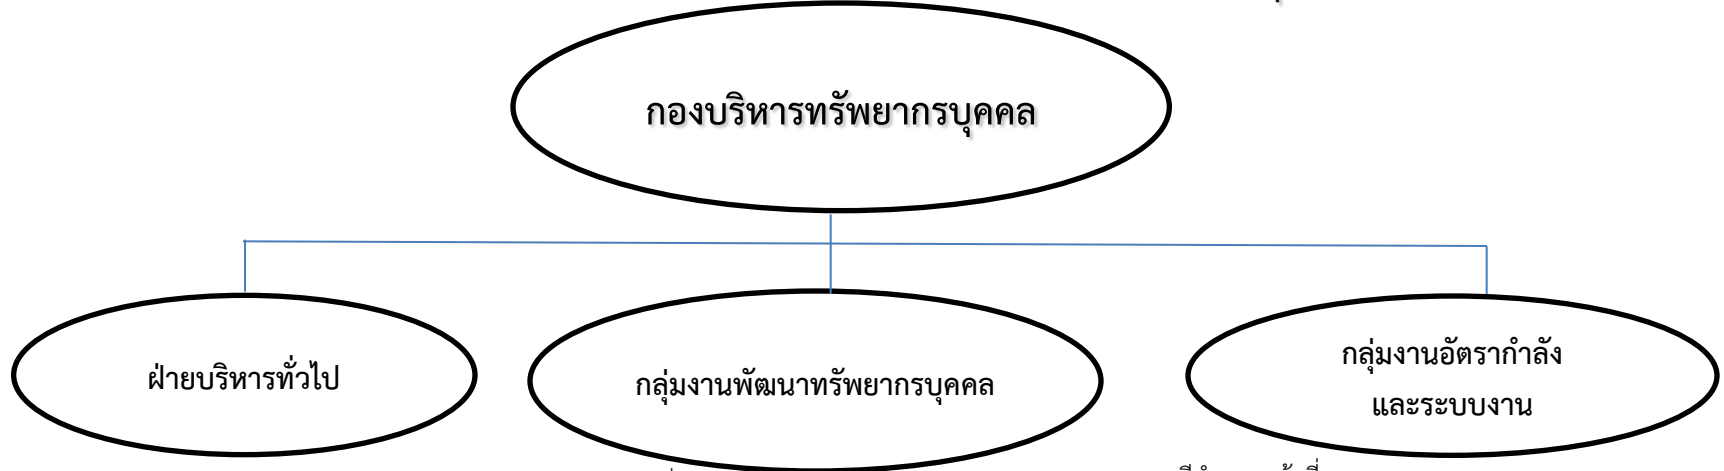 กองบริหารทรัพยากรบุคคล
ฝ่ายบริหารทั่วไป
กลุ่มงานพัฒนาทรัพยากรบุคคล
กลุ่มงานอัตรากำลัง
และระบบงาน